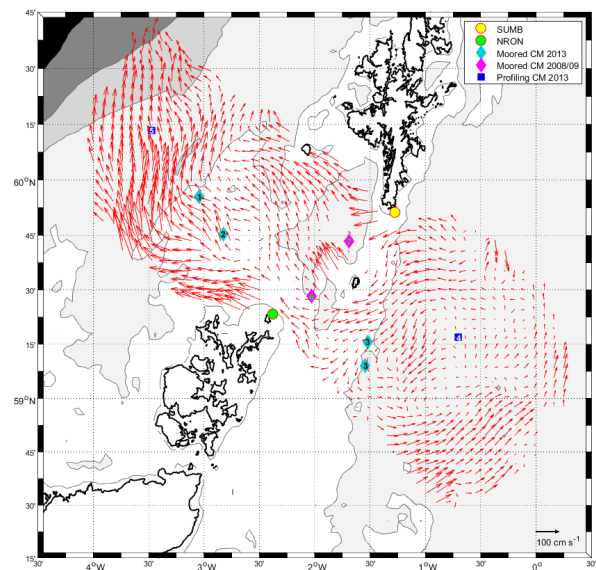 45'
SUMB
NRON
Moored CM 2013
Moored CM 2008/09
Profiling CM 2013
30'
15'
5
60°N
1
45'
2
30'
15'
3
4
3
59°N
45'
30'
100 cm s⁻¹
15'
30' 4°W 30' 3°W 30' 2°W 30' 1°W 30' 0° 30'